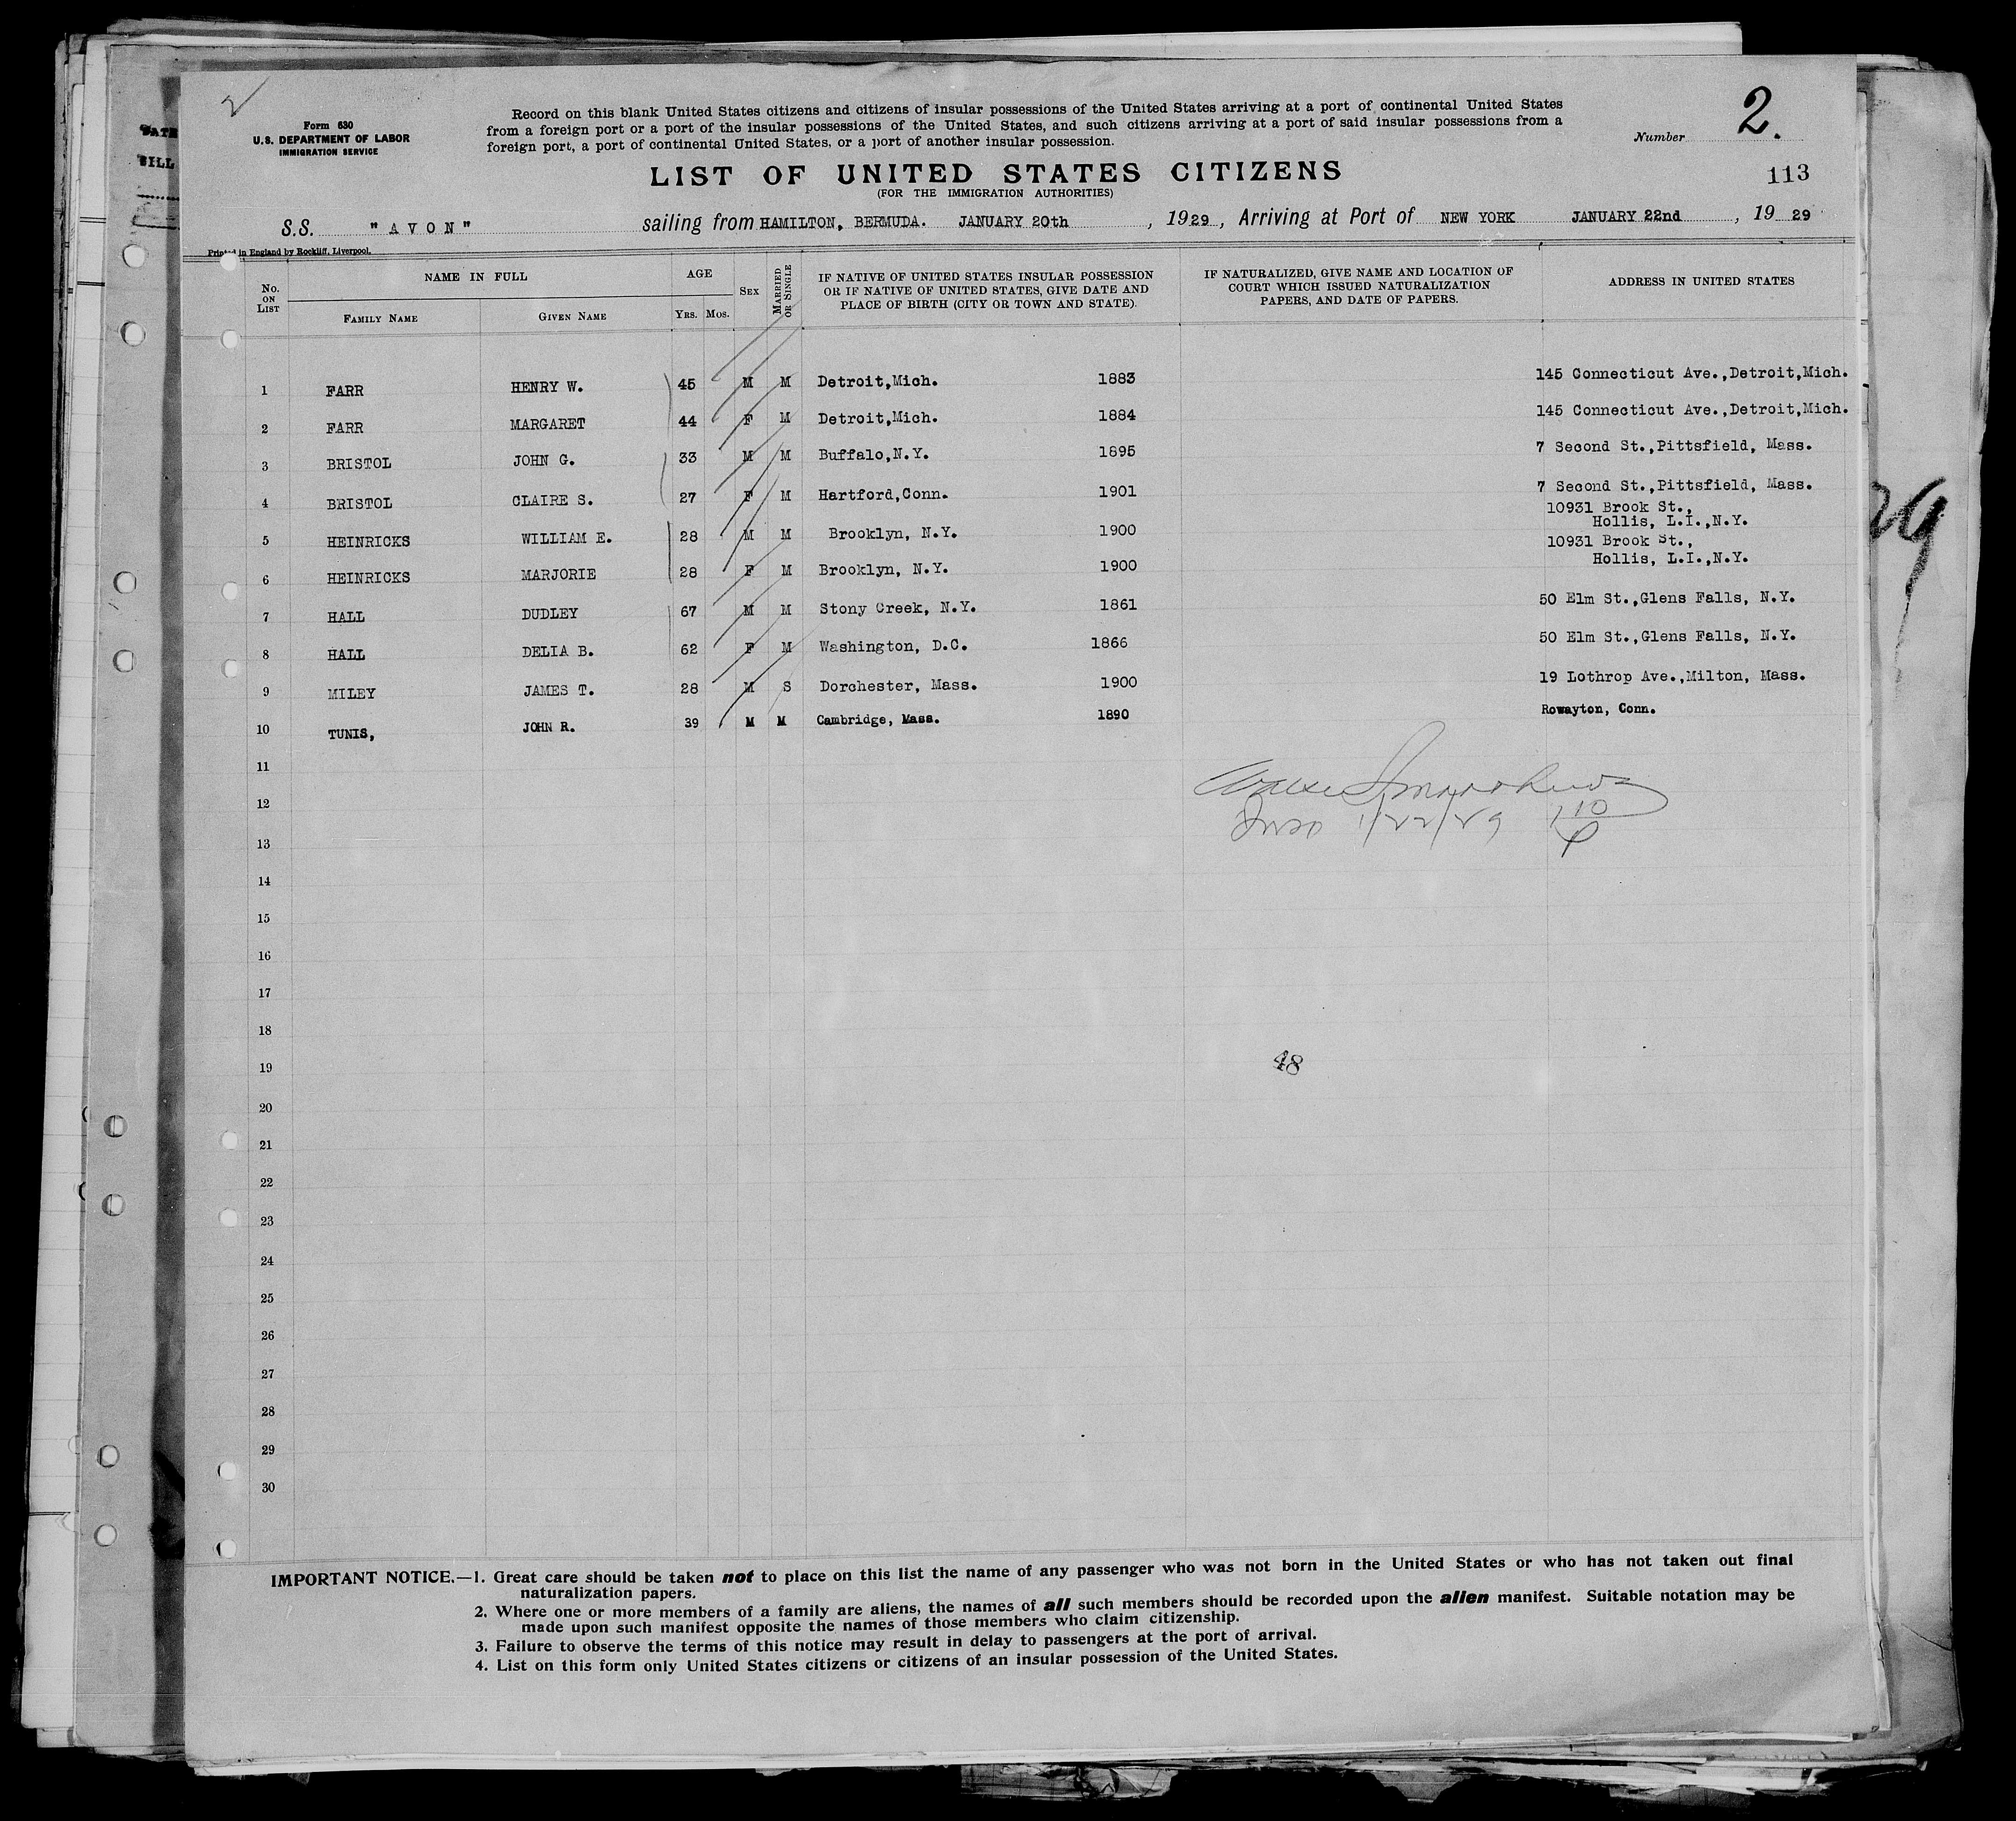 2
Form 630
U.S. DEPARTMENT OF LABOR
IMMIGRATION SERVICE
Record on this blank United States citizens and citizens of insular possessions of the United States arriving at a port of continental United States
from a foreign port or a port of the insular possessions of the United States, and such citizens arriving at a port of said insular possessions from a
foreign port, a port of continental United States, or a port of another insular possession.
Number 2.
LIST OF UNITED STATES CITIZENS
(FOR THE IMMIGRATION AUTHORITIES)
113
S.S. "AVON" sailing from HAMILTON, BERMUDA. JANUARY 20th, 1929, Arriving at Port of NEW YORK JANUARY 22nd, 1929
Printed in England by Rockliff, Liverpool.
No. ON LIST
NAME IN FULL
FAMILY NAME GIVEN NAME
AGE
YRS. MOS.
SEX
MARRIED OR SINGLE
IF NATIVE OF UNITED STATES INSULAR POSSESSION
OR IF NATIVE OF UNITED STATES, GIVE DATE AND
PLACE OF BIRTH (CITY OR TOWN AND STATE).
IF NATURALIZED, GIVE NAME AND LOCATION OF
COURT WHICH ISSUED NATURALIZATION
PAPERS, AND DATE OF PAPERS.
ADDRESS IN UNITED STATES
1 FARR HENRY W. 45 M M Detroit,Mich. 1883 145 Connecticut Ave.,Detroit,Mich.
2 FARR MARGARET 44 F M Detroit,Mich. 1884 145 Connecticut Ave.,Detroit,Mich.
3 BRISTOL JOHN G. 33 M M Buffalo,N.Y. 1895 7 Second St.,Pittsfield, Mass.
4 BRISTOL CLAIRE S. 27 F M Hartford,Conn. 1901 7 Second St.,Pittsfield, Mass.
5 HEINRICKS WILLIAM E. 28 M M Brooklyn, N.Y. 1900 10931 Brook St.,
Hollis, L.I.,N.Y.
6 HEINRICKS MARJORIE 28 F M Brooklyn, N.Y. 1900 10931 Brook St.,
Hollis, L.I.,N.Y.
7 HALL DUDLEY 67 M M Stony Creek, N.Y. 1861 50 Elm St.,Glens Falls, N.Y.
8 HALL DELIA B. 62 F M Washington, D.C. 1866 50 Elm St.,Glens Falls, N.Y.
9 MILEY JAMES T. 28 M S Dorchester, Mass. 1900 19 Lothrop Ave.,Milton, Mass.
10 TUNIS, JOHN R. 39 M M Cambridge, Mass. 1890 Rowayton, Conn.
11
12
1/22/29 110
13
14
15
16
17
18
19 48
20
21
22
23
24
25
26
27
28
29
30
IMPORTANT NOTICE.—1. Great care should be taken not to place on this list the name of any passenger who was not born in the United States or who has not taken out final
naturalization papers.
2. Where one or more members of a family are aliens, the names of all such members should be recorded upon the alien manifest. Suitable notation may be
made upon such manifest opposite the names of those members who claim citizenship.
3. Failure to observe the terms of this notice may result in delay to passengers at the port of arrival.
4. List on this form only United States citizens or citizens of an insular possession of the United States.